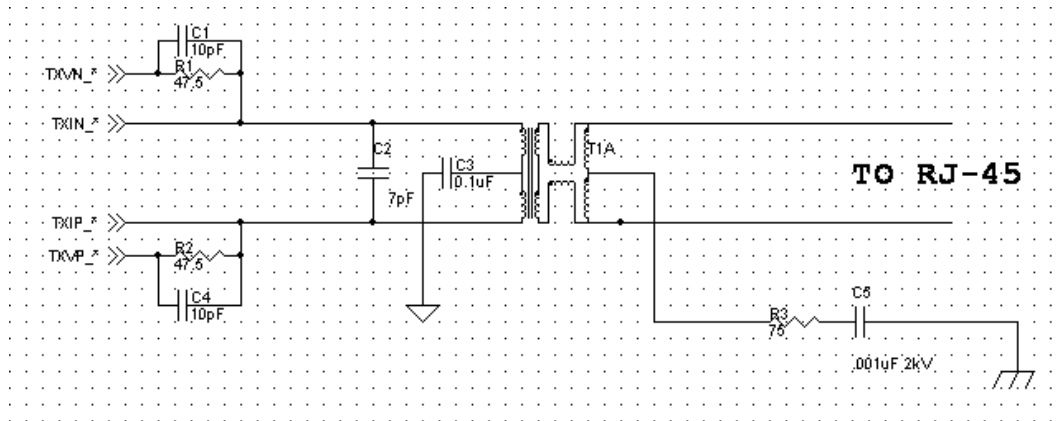 C1
10pF
TXVN_*
R1
47.5
TXIN_*
C2
7pF
C3
0.1uF
T1A
TO RJ-45
TXIP_*
TXVP_*
R2
47.5
C4
10pF
R3
75
C5
.001uF 2kV